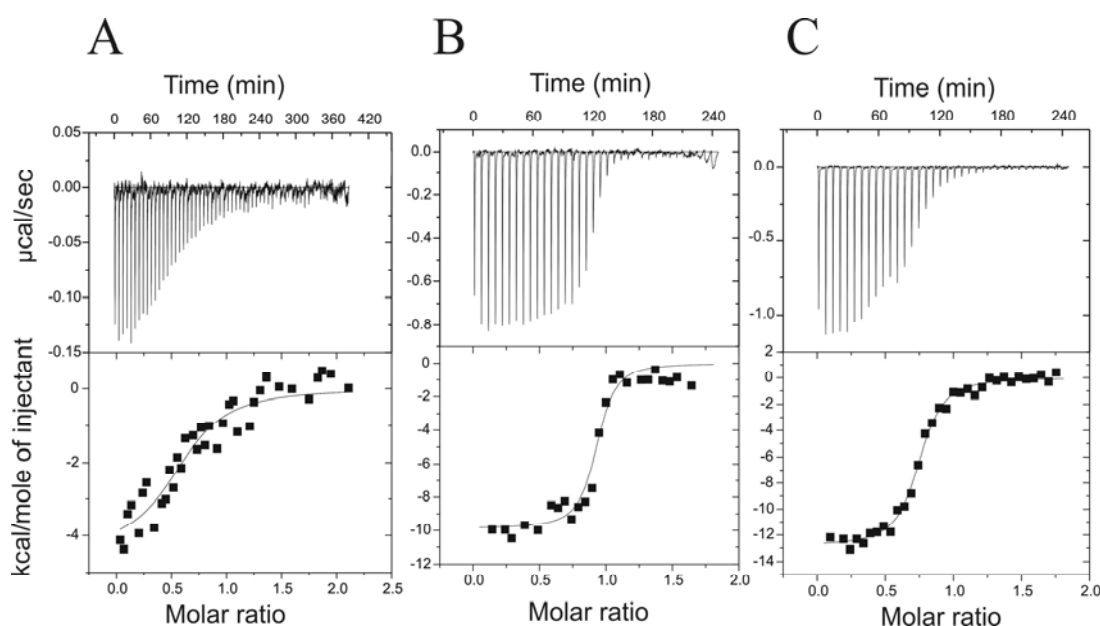 A
B
C
Time (min)
Time (min)
Time (min)
0 60 120 180 240 300 360 420
0 60 120 180 240
0 60 120 180 240
µcal/sec
0.05
0.00
-0.05
-0.10
-0.15
0.0
-0.2
-0.4
-0.6
-0.8
0.0
-0.5
-1.0
kcal/mole of injectant
0
-2
-4
0
-2
-4
-6
-8
-10
-12
2
0
-2
-4
-6
-8
-10
-12
-14
0.0 0.5 1.0 1.5 2.0 2.5
0.0 0.5 1.0 1.5 2.0
0.0 0.5 1.0 1.5 2.0
Molar ratio
Molar ratio
Molar ratio